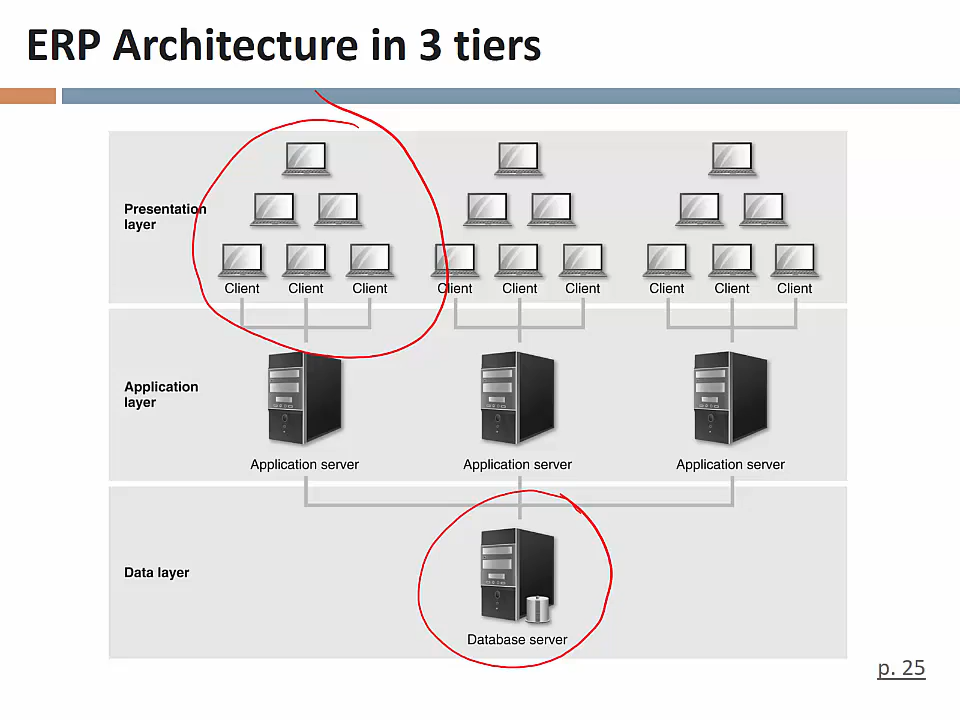 ERP Architecture in 3 tiers
Presentation
layer
Client Client Client Client Client Client Client Client Client
Application
layer
Application server Application server Application server
Data layer
Database server
p. 25